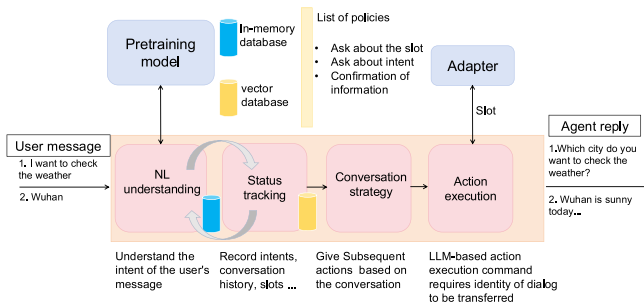 Pretraining
model
In-memory
database
vector
database
List of policies
• Ask about the slot
• Ask about intent
• Confirmation of
information
Adapter
Slot
User message
1. I want to check
the weather
2. Wuhan
NL
understanding
Status
tracking
Conversation
strategy
Action
execution
Agent reply
1.Which city do you
want to check the
weather?
2. Wuhan is sunny
today...
Understand the
intent of the user's
message
Record intents,
conversation
history, slots ...
Give Subsequent
actions based on
the conversation
LLM-based action
execution command
requires identity of dialog
to be transferred